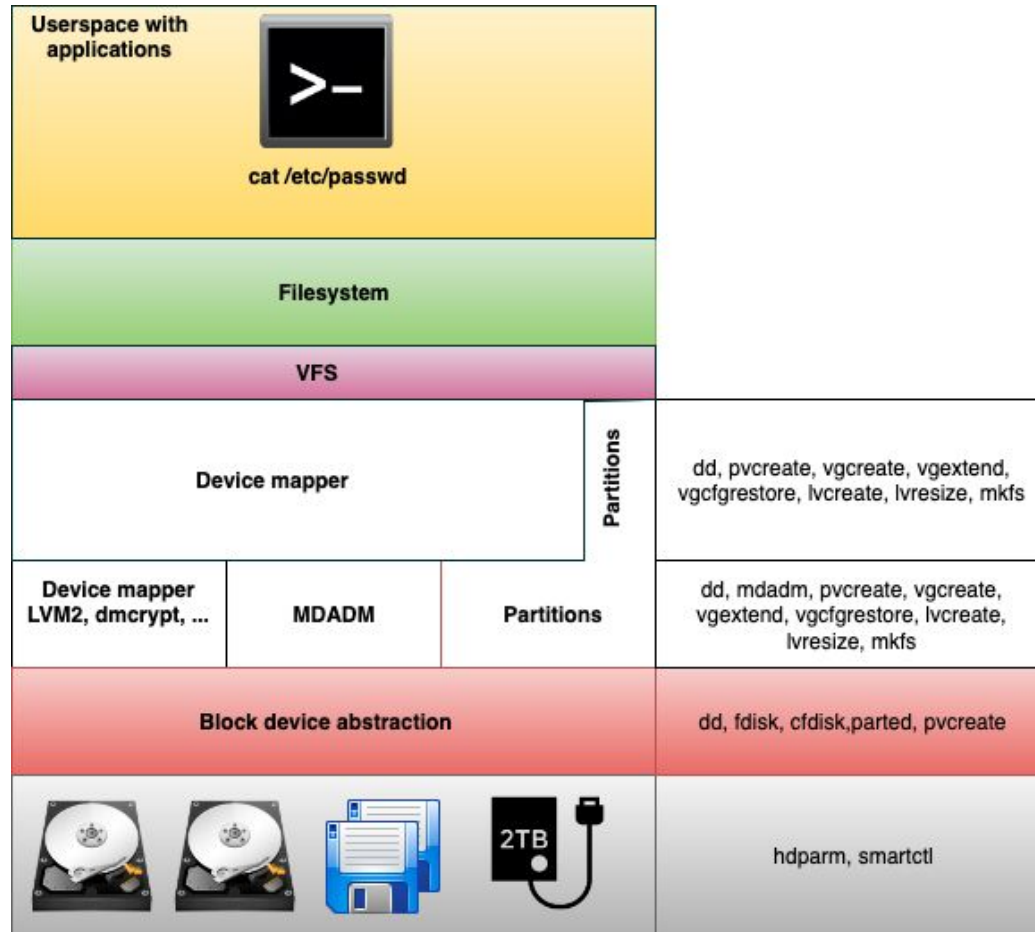 Userspace with
applications
>–
cat /etc/passwd
Filesystem
VFS
Device mapper
Partitions
dd, pvcreate, vgcreate, vgextend,
vgcfgrestore, lvcreate, lvresize, mkfs
Device mapper
LVM2, dmcrypt, ...
MDADM
Partitions
dd, mdadm, pvcreate, vgcreate,
vgextend, vgcfgrestore, lvcreate,
lvresize, mkfs
Block device abstraction
dd, fdisk, cfdisk,parted, pvcreate
2TB
hdparm, smartctl